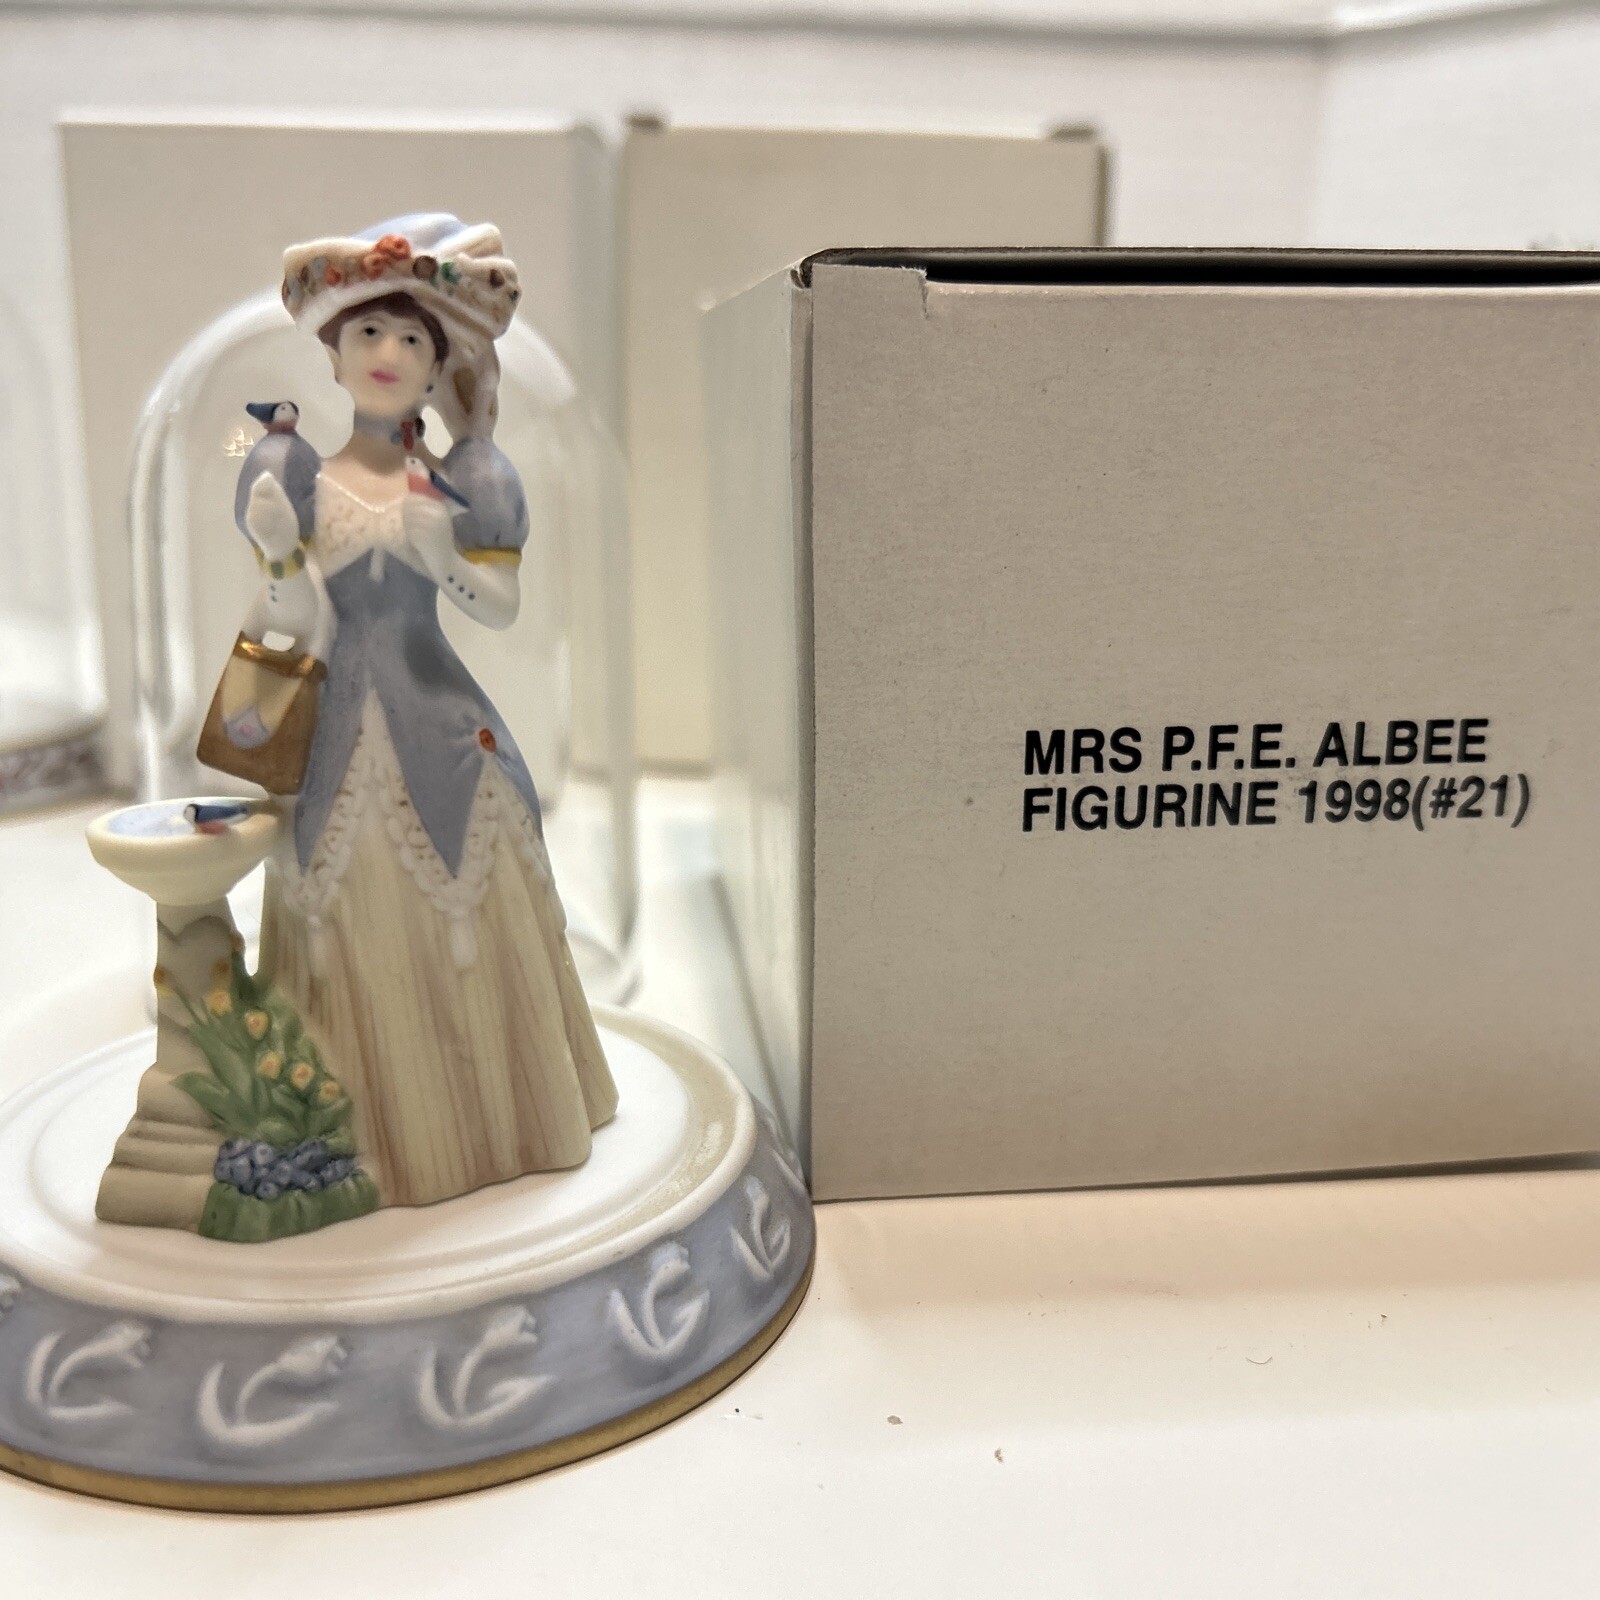 MRS P.F.E. ALBEE
FIGURINE 1998(#21)